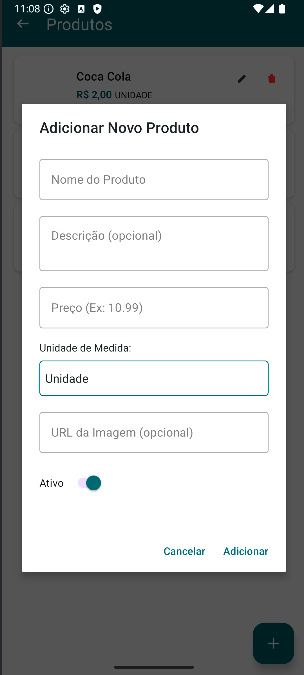 11:08
Produtos
Coca Cola
R$ 2,00 UNIDADE
Adicionar Novo Produto
Nome do Produto
Descrição (opcional)
Preço (Ex: 10.99)
Unidade de Medida:
Unidade
URL da Imagem (opcional)
Ativo
Cancelar Adicionar